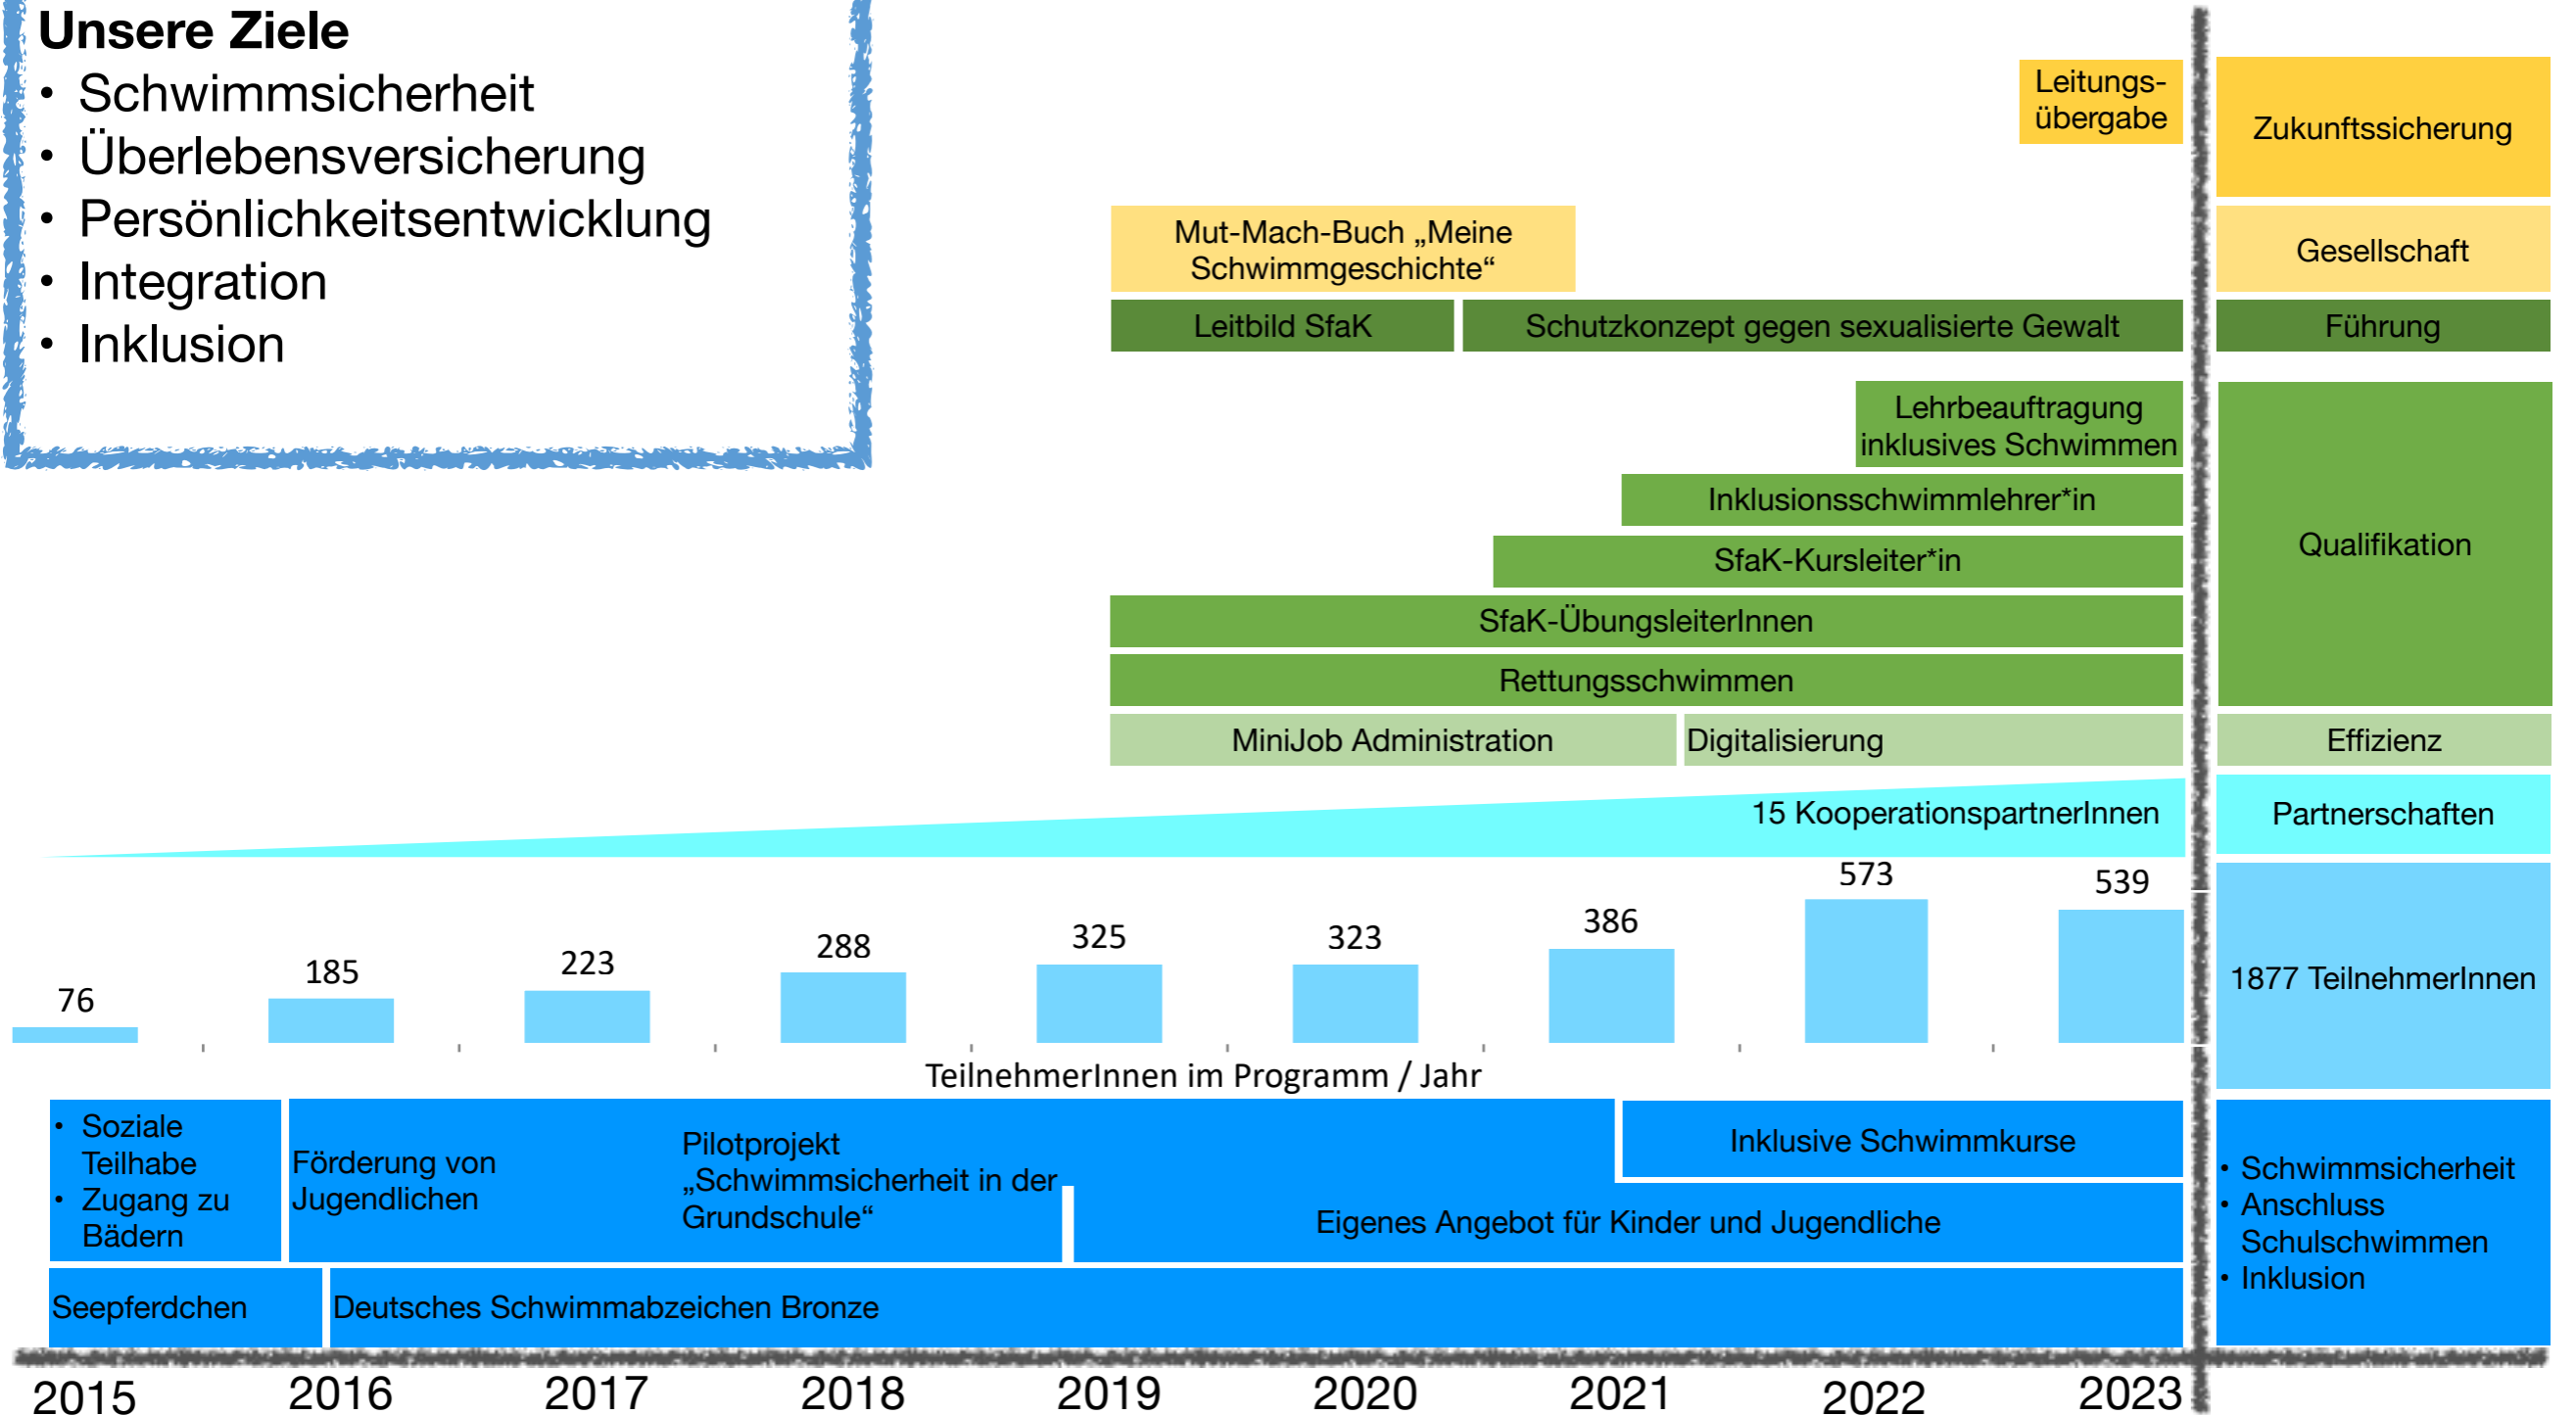 Unsere Ziele
• Schwimmsicherheit
• Überlebensversicherung
• Persönlichkeitsentwicklung
• Integration
• Inklusion
Leitungs-
übergabe
Zukunftssicherung
Mut-Mach-Buch „Meine
Schwimmgeschichte“
Gesellschaft
Leitbild SfaK
Schutzkonzept gegen sexualisierte Gewalt
Führung
Lehrbeauftragung
inklusives Schwimmen
Inklusionsschwimmlehrer*in
SfaK-Kursleiter*in
SfaK-ÜbungsleiterInnen
Rettungsschwimmen
Qualifikation
MiniJob Administration
Digitalisierung
Effizienz
15 KooperationspartnerInnen
Partnerschaften
76
185
223
288
325
323
386
573
539
1877 TeilnehmerInnen
TeilnehmerInnen im Programm / Jahr
• Soziale
Teilhabe
• Zugang zu
Bädern
Förderung von
Jugendlichen
Pilotprojekt
„Schwimmsicherheit in der
Grundschule“
Inklusive Schwimmkurse
Eigenes Angebot für Kinder und Jugendliche
• Schwimmsicherheit
• Anschluss
Schulschwimmen
• Inklusion
Seepferdchen
Deutsches Schwimmabzeichen Bronze
2015
2016
2017
2018
2019
2020
2021
2022
2023